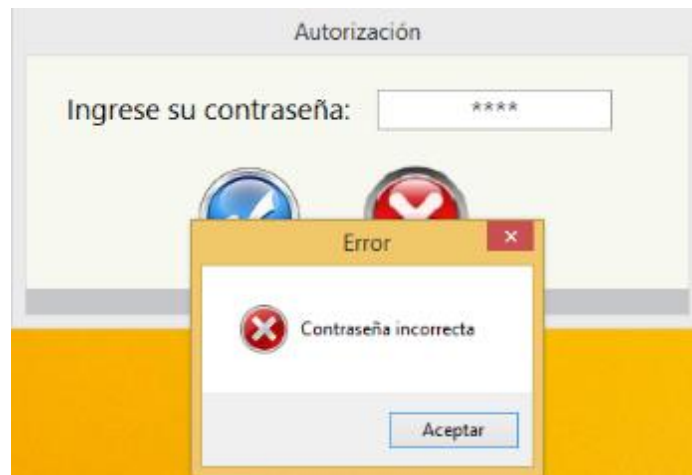 Autorización
Ingrese su contraseña: ****
Error
Contraseña incorrecta
Aceptar